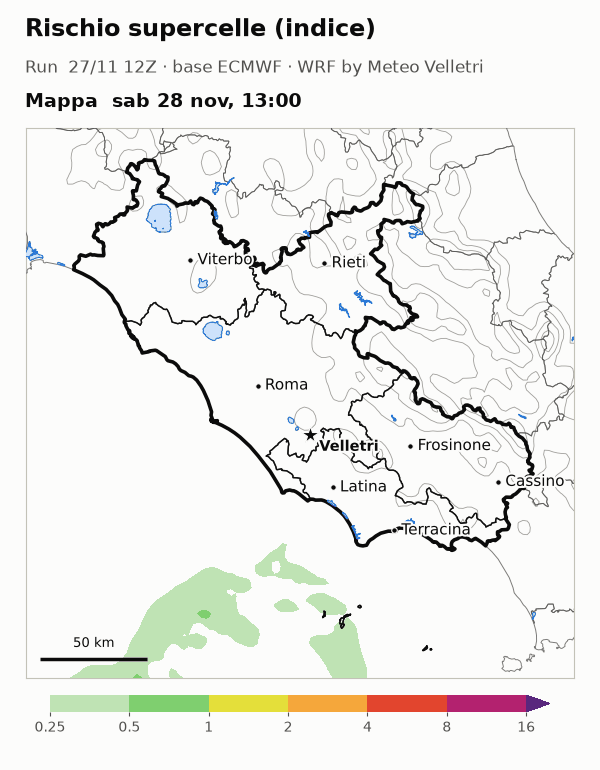 Rischio supercelle (indice)
Run  27/11 12Z · base ECMWF · WRF by Meteo Velletri
Mappa  sab 28 nov, 13:00
Viterbo
Rieti
Roma
Velletri
Frosinone
Cassino
Latina
Terracina
50 km
0.25 0.5 1 2 4 8 16